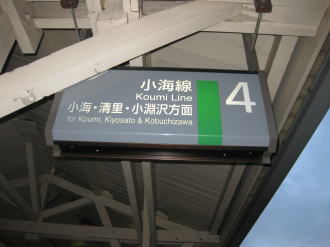 小海線
Koumi Line
小海・清里・小淵沢方面
for Koumi, Kiyosato & Kobuchizawa
4